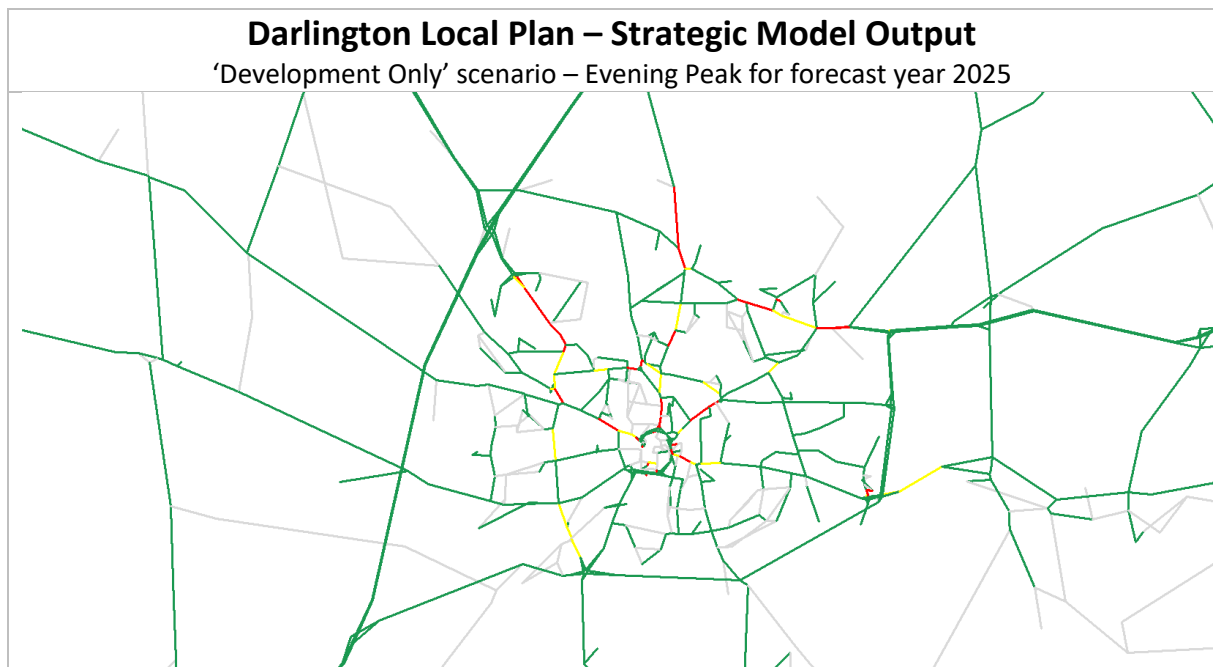 Darlington Local Plan – Strategic Model Output
‘Development Only’ scenario – Evening Peak for forecast year 2025